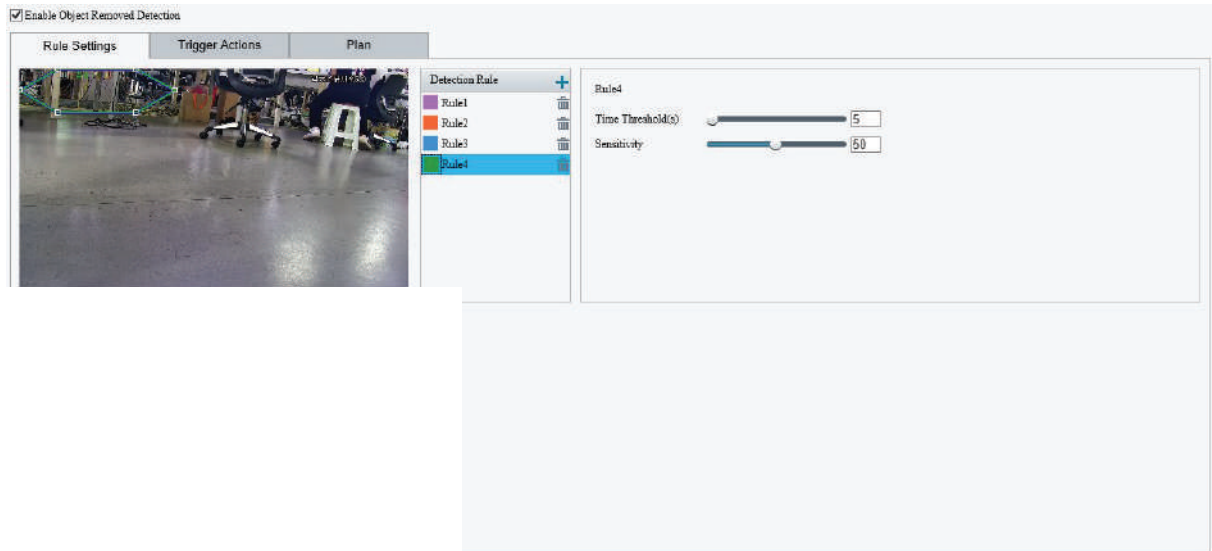 Enable Object Removed Detection
Rule Settings
Trigger Actions
Plan
Detection Rule
Rule1
Rule2
Rule3
Rule4
Rule4
Time Threshold(s) 5
Sensitivity 50